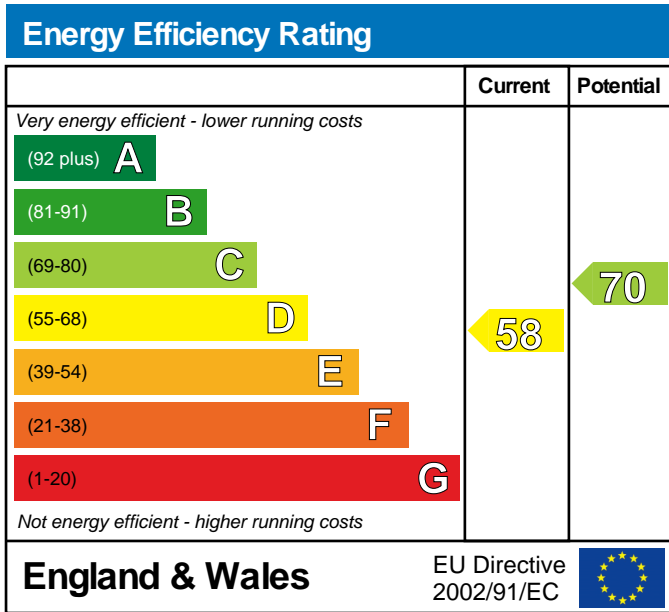 Energy Efficiency Rating
Current Potential
Very energy efficient - lower running costs
(92 plus) A
(81-91) B
(69-80) C
70
(55-68) D
58
(39-54) E
(21-38) F
(1-20) G
Not energy efficient - higher running costs
England & Wales
EU Directive
2002/91/EC